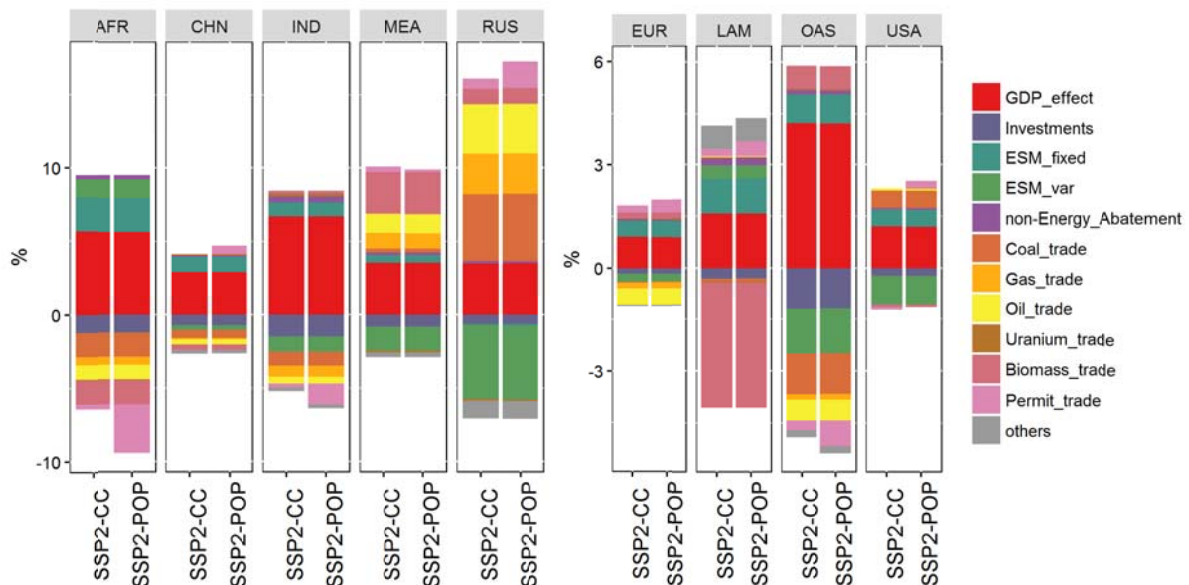 AFR CHN IND MEA RUS
EUR LAM OAS USA
%
10
0
-10
%
6
3
0
-3
SSP2-CC SSP2-POP SSP2-CC SSP2-POP SSP2-CC SSP2-POP SSP2-CC SSP2-POP SSP2-CC SSP2-POP
SSP2-CC SSP2-POP SSP2-CC SSP2-POP SSP2-CC SSP2-POP SSP2-CC SSP2-POP
GDP_effect
Investments
ESM_fixed
ESM_var
non-Energy_Abatement
Coal_trade
Gas_trade
Oil_trade
Uranium_trade
Biomass_trade
Permit_trade
others